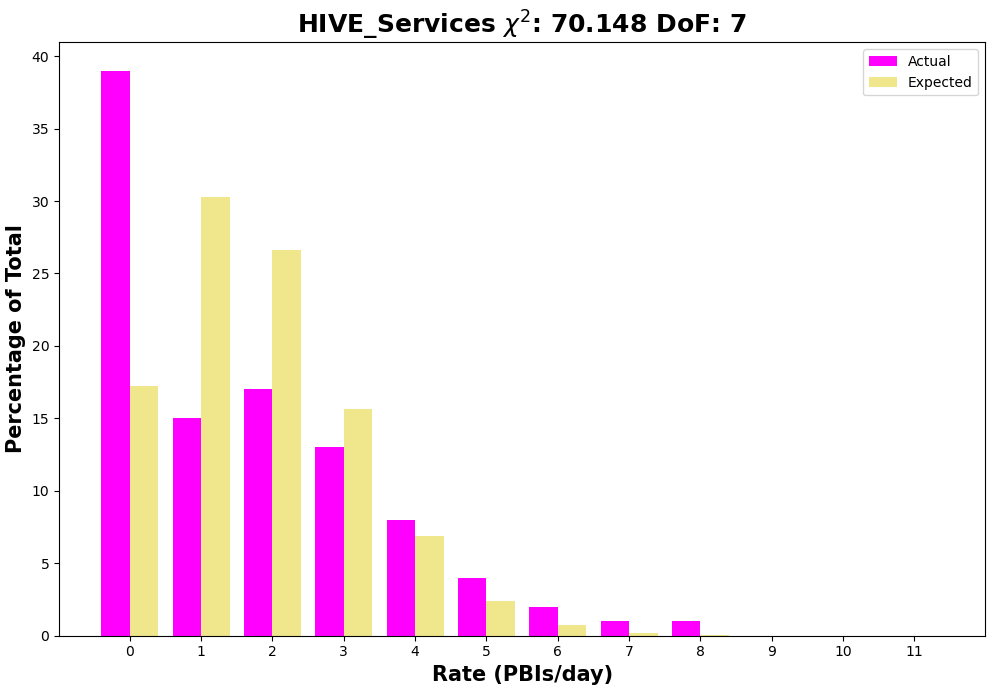 HIVE_Services χ²: 70.148 DoF: 7
Actual
Expected
Percentage of Total
40
35
30
25
20
15
10
5
0
0 1 2 3 4 5 6 7 8 9 10 11
Rate (PBIs/day)